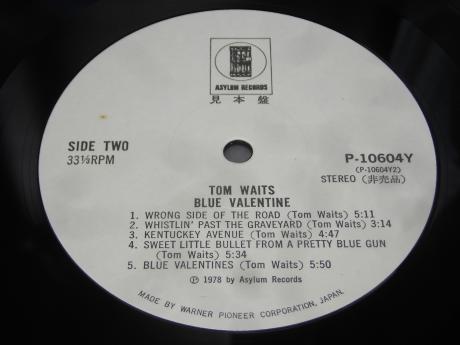 ASYLUM RECORDS
見本盤
SIDE TWO
33⅓RPM
P-10604Y
(P-10604Y2)
STEREO (非売品)
TOM WAITS
BLUE VALENTINE
1. WRONG SIDE OF THE ROAD (Tom Waits) 5:11
2. WHISTLIN' PAST THE GRAVEYARD (Tom Waits) 3:14
3. KENTUCKEY AVENUE (Tom Waits) 4:47
4. SWEET LITTLE BULLET FROM A PRETTY BLUE GUN
(Tom Waits) 5:34
5. BLUE VALENTINES (Tom Waits) 5:50
Ⓟ 1978 by Asylum Records
MADE BY WARNER PIONEER CORPORATION, JAPAN.